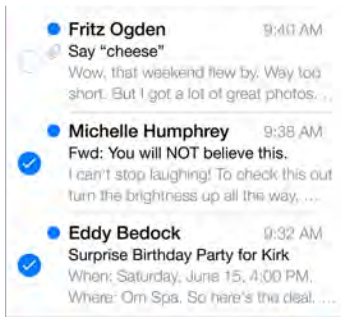 Fritz Ogden 9:40 AM
Say “cheese”
Wow, that weekend flew by. Way too
short. But I got a lot of great photos. ...
Michelle Humphrey 9:38 AM
Fwd: You will NOT believe this.
I can't stop laughing! To check this out
turn the brightness up all the way, ...
Eddy Bedock 9:32 AM
Surprise Birthday Party for Kirk
When: Saturday, June 15, 4:00 PM.
Where: Om Spa. So here's the deal. ...